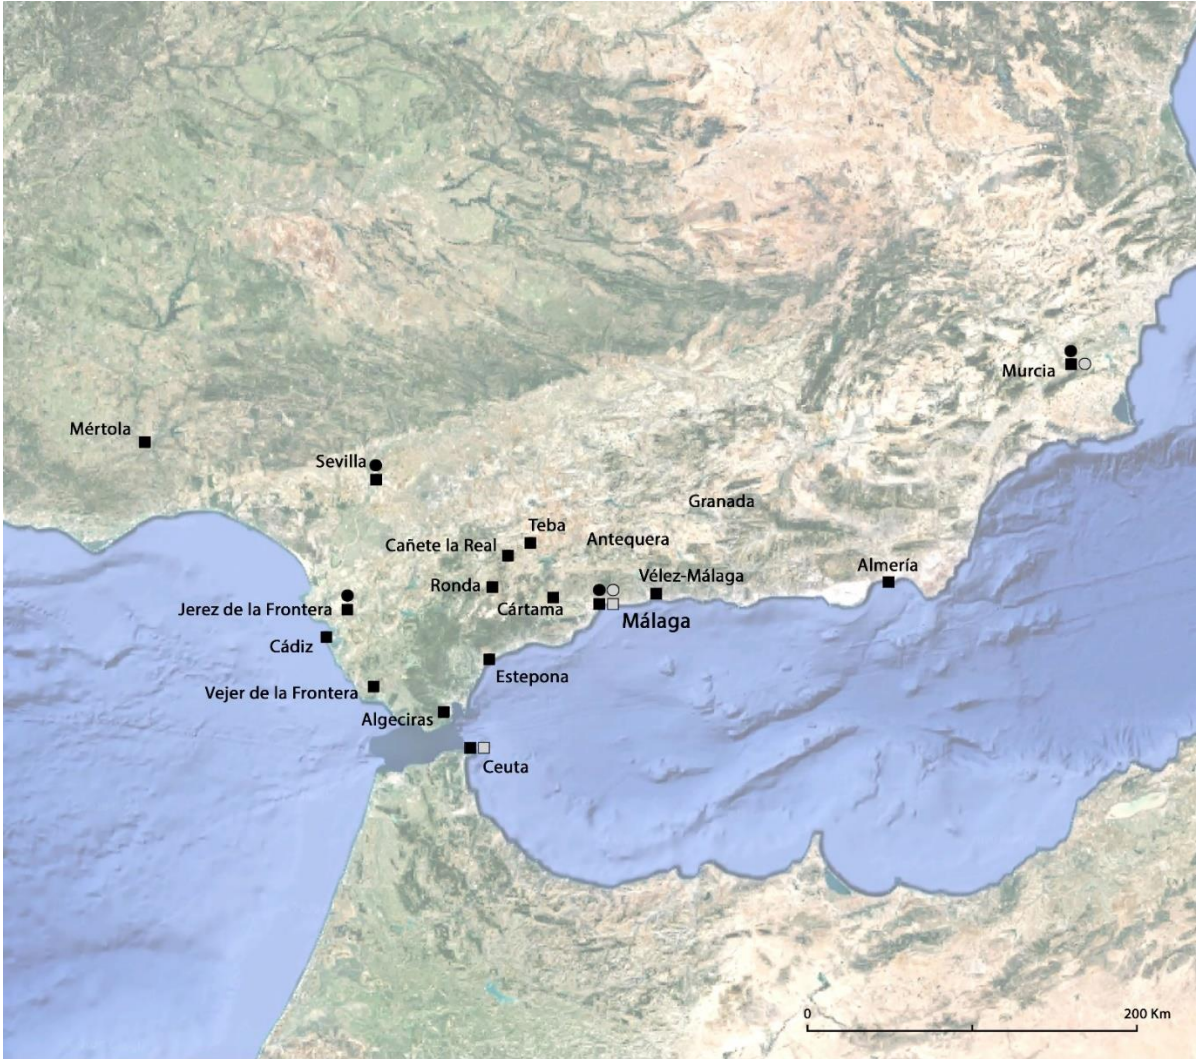 Murcia
Mértola
Sevilla
Granada
Teba
Antequera
Cañete la Real
Almería
Vélez-Málaga
Ronda
Cártama
Jerez de la Frontera
Málaga
Cádiz
Estepona
Vejer de la Frontera
Algeciras
Ceuta
0 200 Km